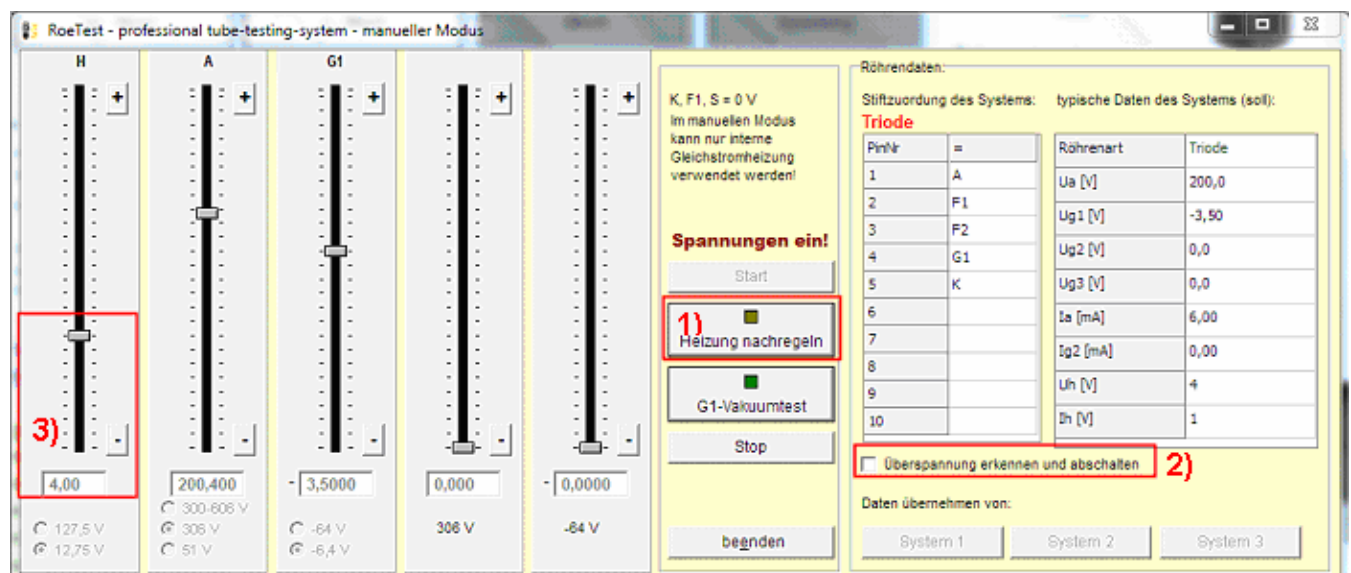 RoeTest - professional tube-testing-system - manueller Modus
H A G1
+ + + + +
- - - - -
3)
4,00 200,400 - 3,5000 0,000 - 0,0000
127,5 V
12,75 V
300-606 V
306 V
51 V
-64 V
-6,4 V
306 V
-64 V
K, F1, S = 0 V
Im manuellen Modus
kann nur interne
Gleichstromheizung
verwendet werden!
Spannungen ein!
Start
1)
Heizung nachregeln
G1-Vakuumtest
Stop
beenden
Röhrendaten:
Stiftzuordung des Systems:
Triode
PinNr =
1 A
2 F1
3 F2
4 G1
5 K
6
7
8
9
10
typische Daten des Systems (soll):
Röhrenart Triode
Ua [V] 200,0
Ug1 [V] -3,50
Ug2 [V] 0,0
Ug3 [V] 0,0
Ia [mA] 6,00
Ig2 [mA] 0,00
Uh [V] 4
Ih [V] 1
Überspannung erkennen und abschalten 2)
Daten übernehmen von:
System 1 System 2 System 3